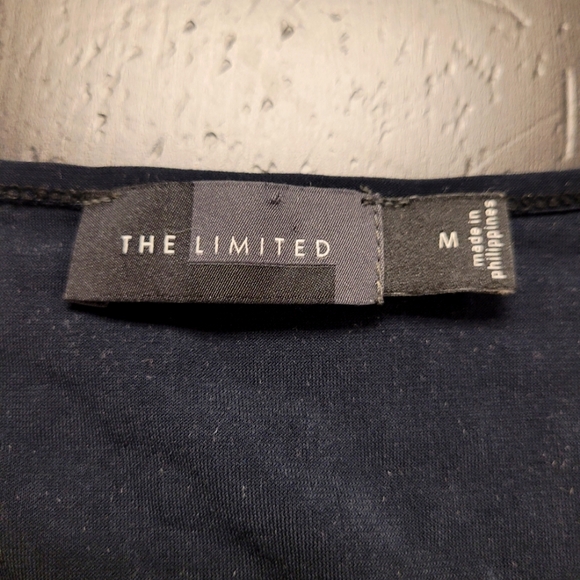 THE LIMITED
M
made in
philippines